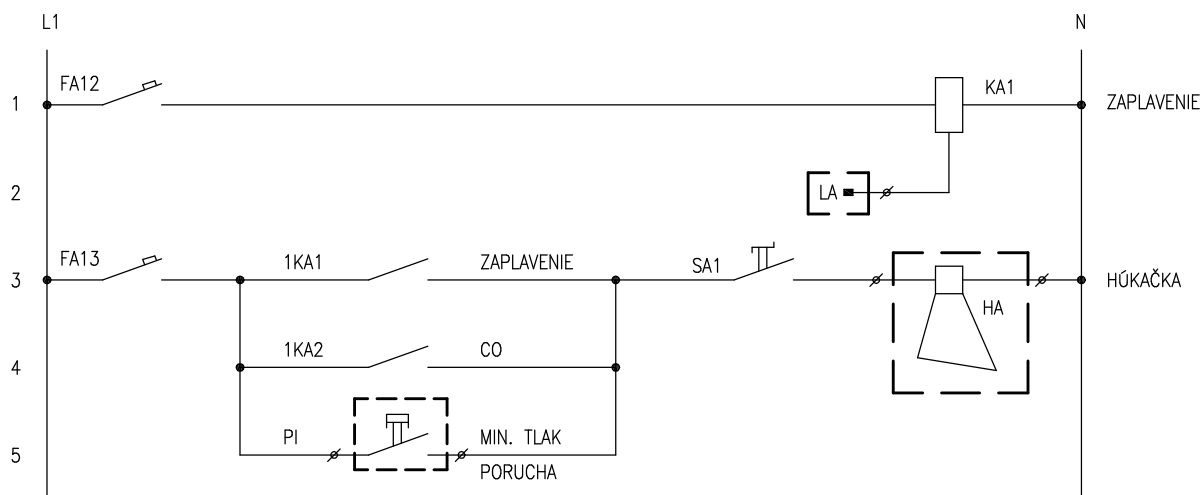 L1 N
FA12 KA1
1 ZAPLAVENIE
2 LA
FA13 1KA1 ZAPLAVENIE SA1
3 HÚKAČKA
HA
1KA2 CO
4
PI MIN. TLAK
5
PORUCHA